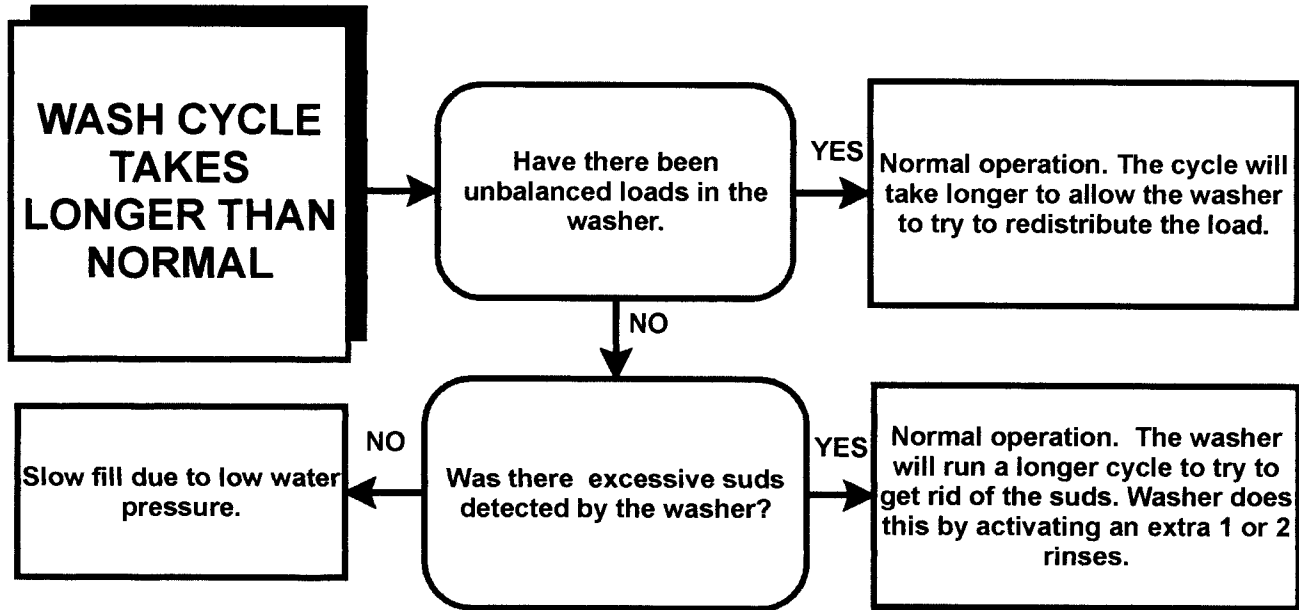 WASH CYCLE
TAKES
LONGER THAN
NORMAL
Have there been
unbalanced loads in the
washer.
YES
Normal operation. The cycle will
take longer to allow the washer
to try to redistribute the load.
NO
Was there excessive suds
detected by the washer?
YES
Normal operation. The washer
will run a longer cycle to try to
get rid of the suds. Washer does
this by activating an extra 1 or 2
rinses.
NO
Slow fill due to low water
pressure.